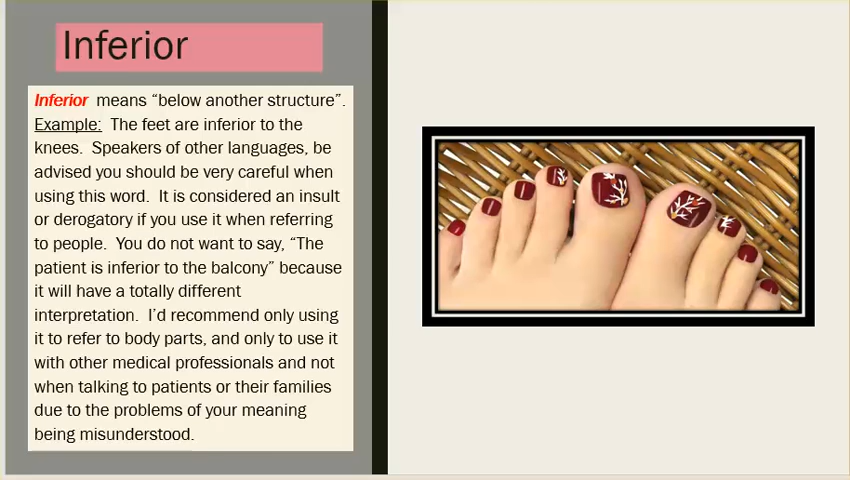 Inferior
Inferior means “below another structure”.
Example: The feet are inferior to the
knees. Speakers of other languages, be
advised you should be very careful when
using this word. It is considered an insult
or derogatory if you use it when referring
to people. You do not want to say, “The
patient is inferior to the balcony” because
it will have a totally different
interpretation. I’d recommend only using
it to refer to body parts, and only to use it
with other medical professionals and not
when talking to patients or their families
due to the problems of your meaning
being misunderstood.